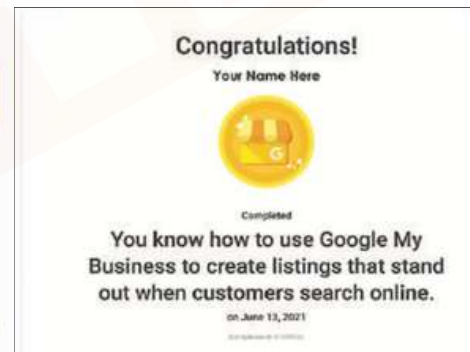 Congratulations!
Your Name Here
G
Completed
You know how to use Google My
Business to create listings that stand
out when customers search online.
on June 13, 2021